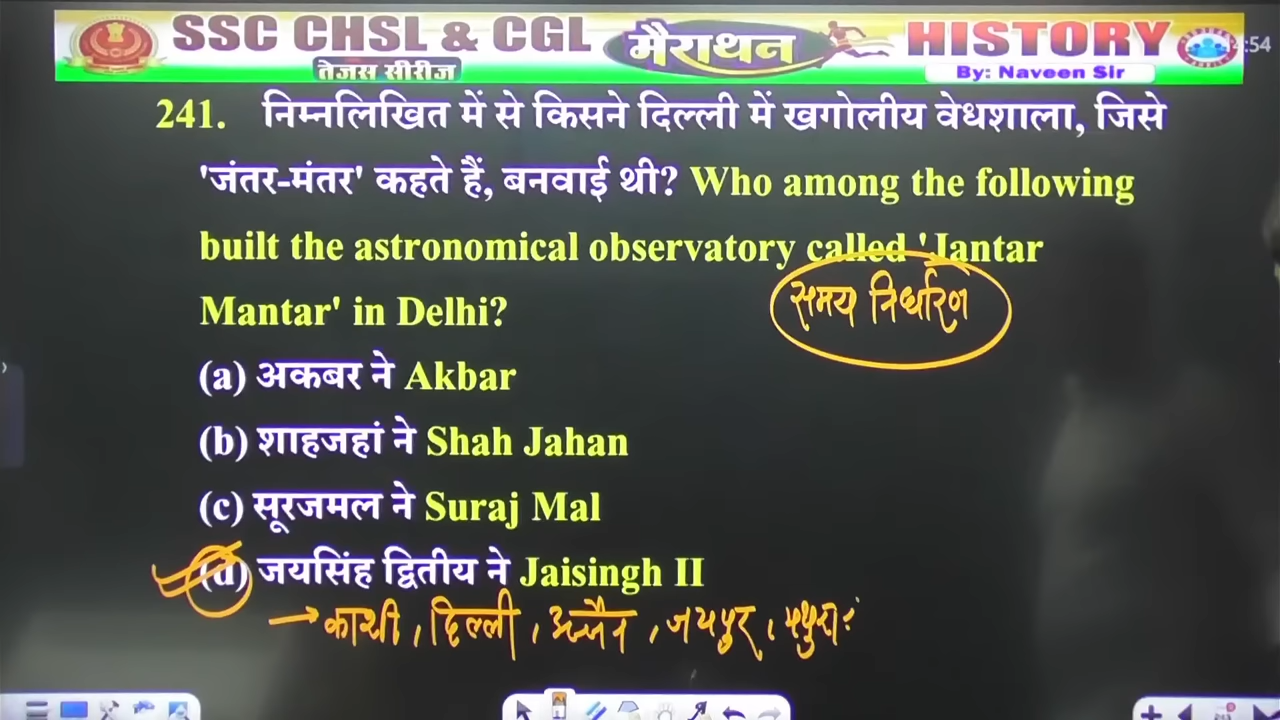 SSC CHSL & CGL मैराथन HISTORY
4:54
तेजस सीरीज By: Naveen Sir
241. निम्नलिखित में से किसने दिल्ली में खगोलीय वेधशाला, जिसे
'जंतर-मंतर' कहते हैं, बनवाई थी? Who among the following
built the astronomical observatory called 'Jantar
Mantar' in Delhi?
समय निर्धारण
(a) अकबर ने Akbar
(b) शाहजहां ने Shah Jahan
(c) सूरजमल ने Suraj Mal
(d) जयसिंह द्वितीय ने Jaisingh II
→ काशी, दिल्ली, उज्जैन, जयपुर, मथुरा